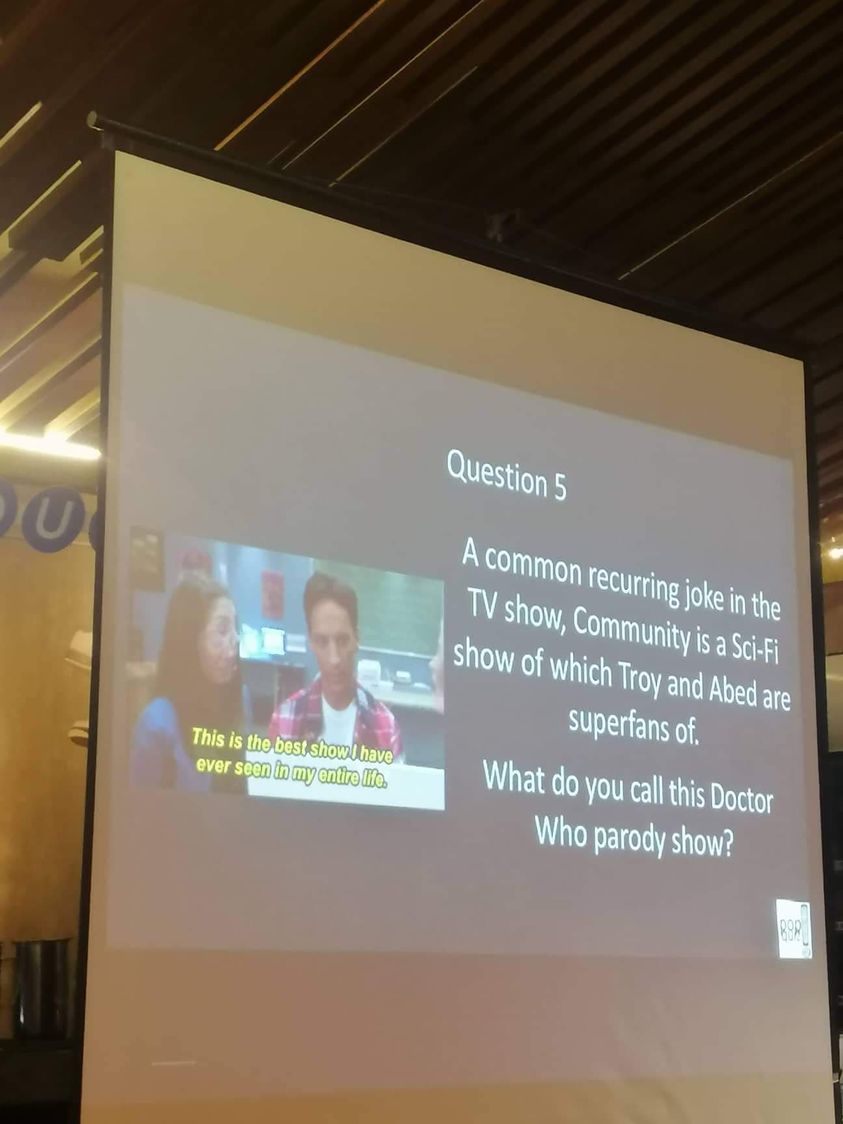 Question 5
A common recurring joke in the
TV show, Community is a Sci-Fi
show of which Troy and Abed are
superfans of.
What do you call this Doctor
Who parody show?
This is the best show I have
ever seen in my entire life.
U